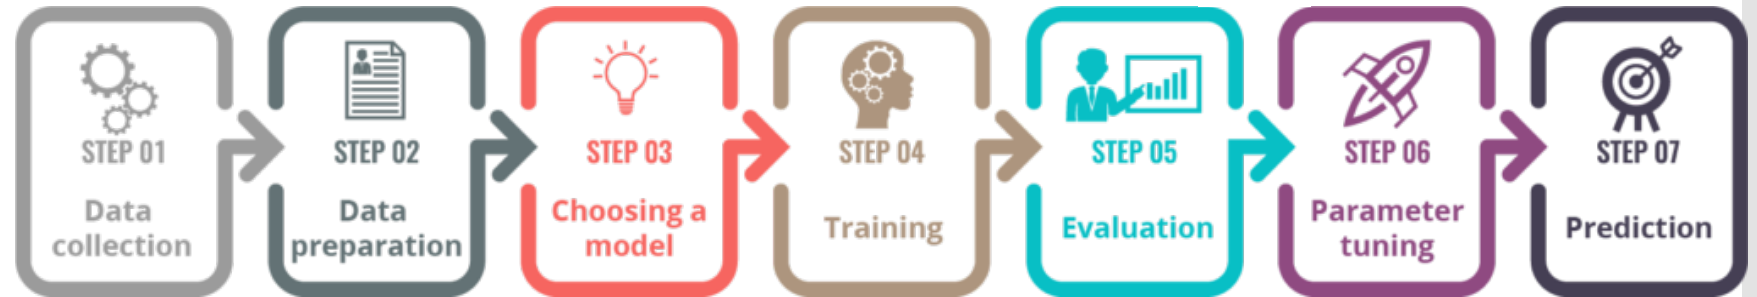 STEP 01
Data
collection
STEP 02
Data
preparation
STEP 03
Choosing a
model
STEP 04
Training
STEP 05
Evaluation
STEP 06
Parameter
tuning
STEP 07
Prediction